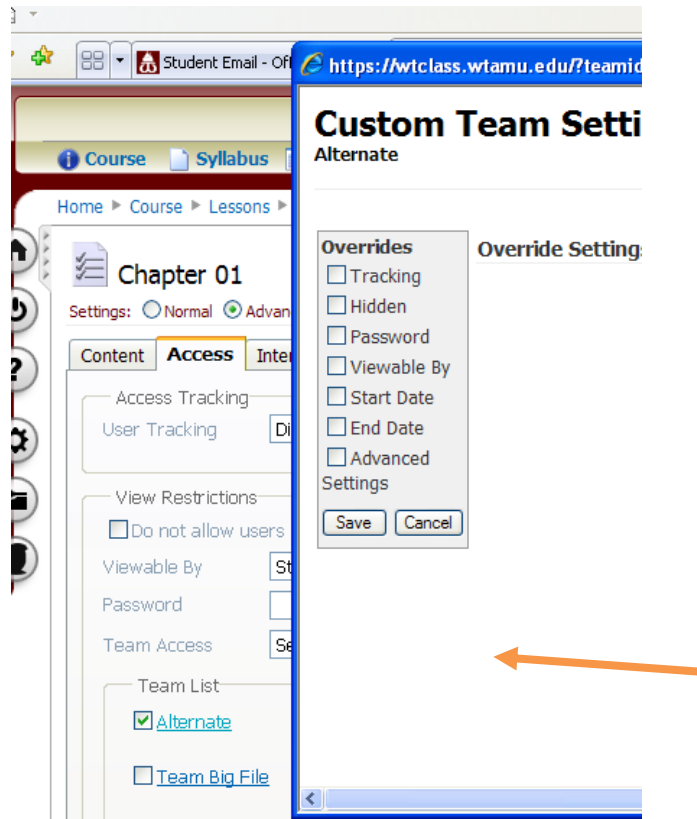 Student Email - Off
https://wtclass.wtamu.edu/?teamid
Custom Team Setti
Alternate
Course Syllabus
Home ▶ Course ▶ Lessons ▶
Chapter 01
Settings: Normal Advan
Content Access Inter
Access Tracking
User Tracking Di
View Restrictions
Do not allow users
Viewable By St
Password
Team Access Se
Team List
Alternate
Team Big File
Overrides
Tracking
Hidden
Password
Viewable By
Start Date
End Date
Advanced
Settings
Save Cancel
Override Setting